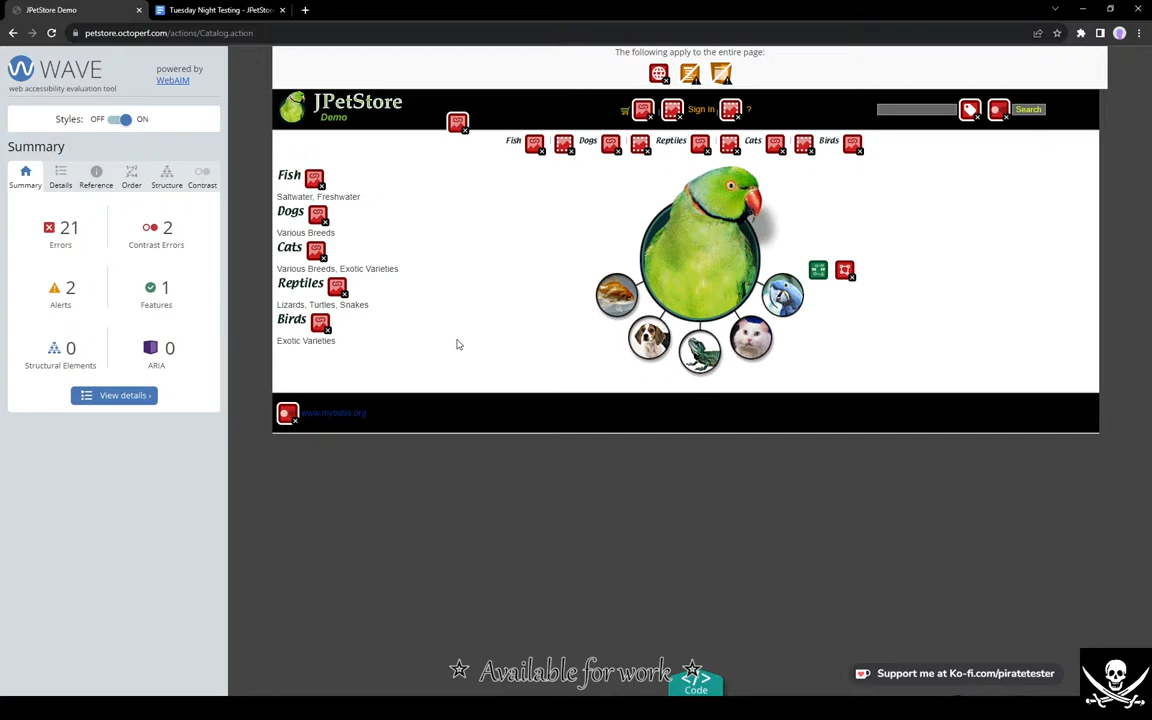 JPetStore Demo
Tuesday Night Testing - JPetStor
petstore.octoperf.com/actions/Catalog.action
WAVE
web accessibility evaluation tool
powered by
WebAIM
Styles: OFF ON
Summary
Summary Details Reference Order Structure Contrast
21
Errors
2
Contrast Errors
2
Alerts
1
Features
0
Structural Elements
0
ARIA
View details ›
The following apply to the entire page:
JPetStore
Demo
Sign In | ?
Search
Fish | Dogs | Reptiles | Cats | Birds
Fish
Saltwater, Freshwater
Dogs
Various Breeds
Cats
Various Breeds, Exotic Varieties
Reptiles
Lizards, Turtles, Snakes
Birds
Exotic Varieties
www.mybatis.org
Available for work
</>
Code
Support me at Ko-fi.com/piratetester